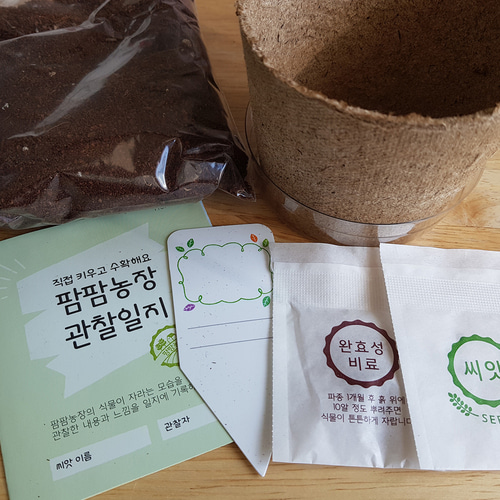 직접 키우고 수확해요
팜팜농장
관찰일지
팜팜농장의 식물이 자라는 모습을
관찰한 내용과 느낌을 일지에
씨앗 이름
관찰자
완효성
비료
파종 1개월 후 흙 위에
10알 정도 뿌려주면
식물이 튼튼하게 자랍니다
씨앗